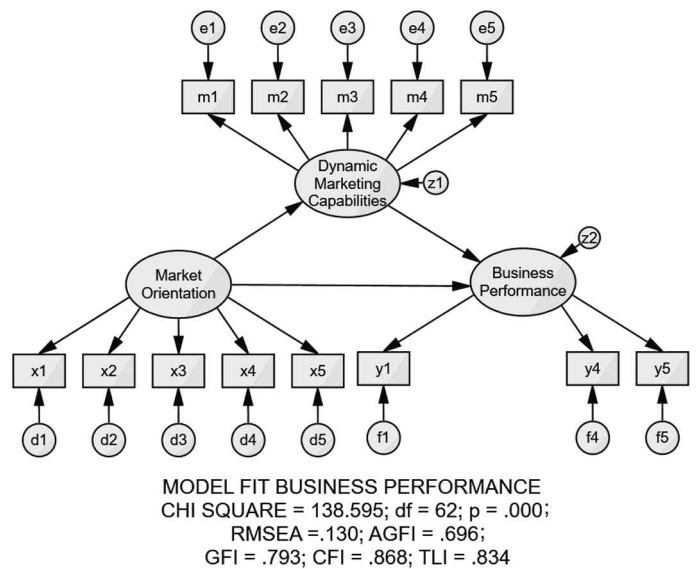 e1 e2 e3 e4 e5
m1 m2 m3 m4 m5
Dynamic
Marketing
Capabilities
z1
z2
Market
Orientation
Business
Performance
x1 x2 x3 x4 x5 y1 y4 y5
d1 d2 d3 d4 d5 f1 f4 f5
MODEL FIT BUSINESS PERFORMANCE
CHI SQUARE = 138.595; df = 62; p = .000;
RMSEA =.130; AGFI = .696;
GFI = .793; CFI = .868; TLI = .834